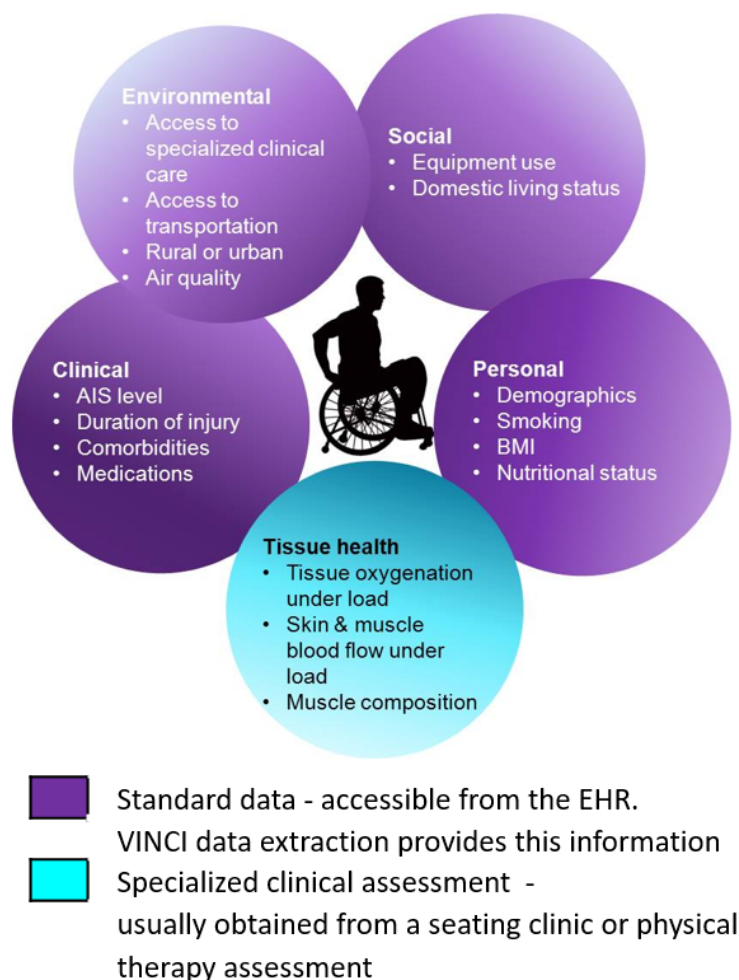 Environmental
• Access to
specialized clinical
care
• Access to
transportation
• Rural or urban
• Air quality
Social
• Equipment use
• Domestic living status
Clinical
• AIS level
• Duration of injury
• Comorbidities
• Medications
Personal
• Demographics
• Smoking
• BMI
• Nutritional status
Tissue health
• Tissue oxygenation
under load
• Skin & muscle
blood flow under
load
• Muscle composition
Standard data - accessible from the EHR.
VINCI data extraction provides this information
Specialized clinical assessment -
usually obtained from a seating clinic or physical
therapy assessment